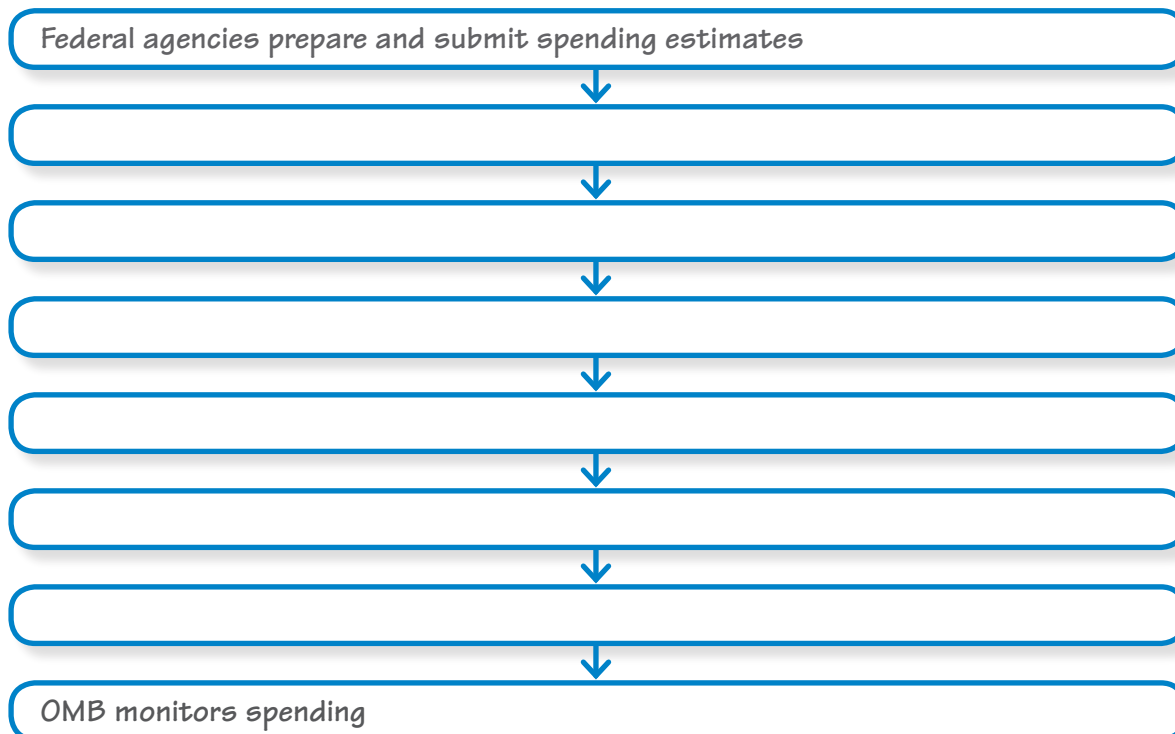 Federal agencies prepare and submit spending estimates
OMB monitors spending